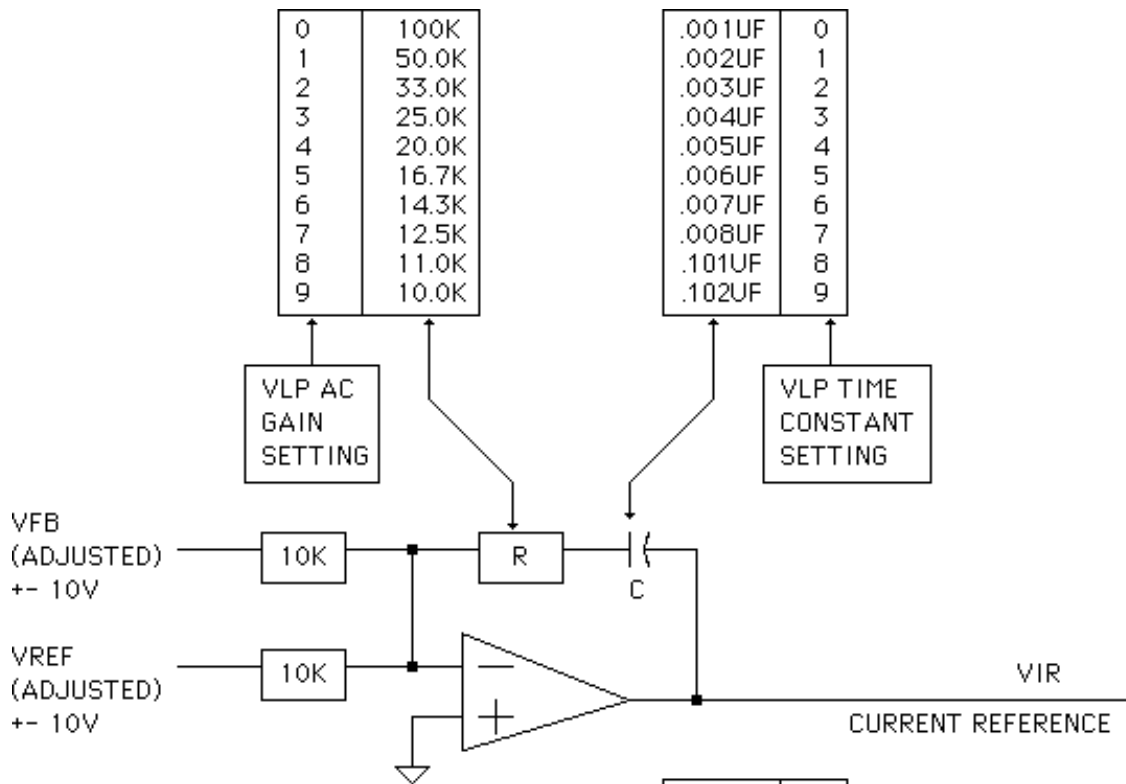 0 100K .001UF 0
1 50.0K .002UF 1
2 33.0K .003UF 2
3 25.0K .004UF 3
4 20.0K .005UF 4
5 16.7K .006UF 5
6 14.3K .007UF 6
7 12.5K .008UF 7
8 11.0K .101UF 8
9 10.0K .102UF 9
VLP AC
GAIN
SETTING
VLP TIME
CONSTANT
SETTING
VFB
(ADJUSTED)
+- 10V
10K
R
C
VREF
(ADJUSTED)
+- 10V
10K
VIR
CURRENT REFERENCE